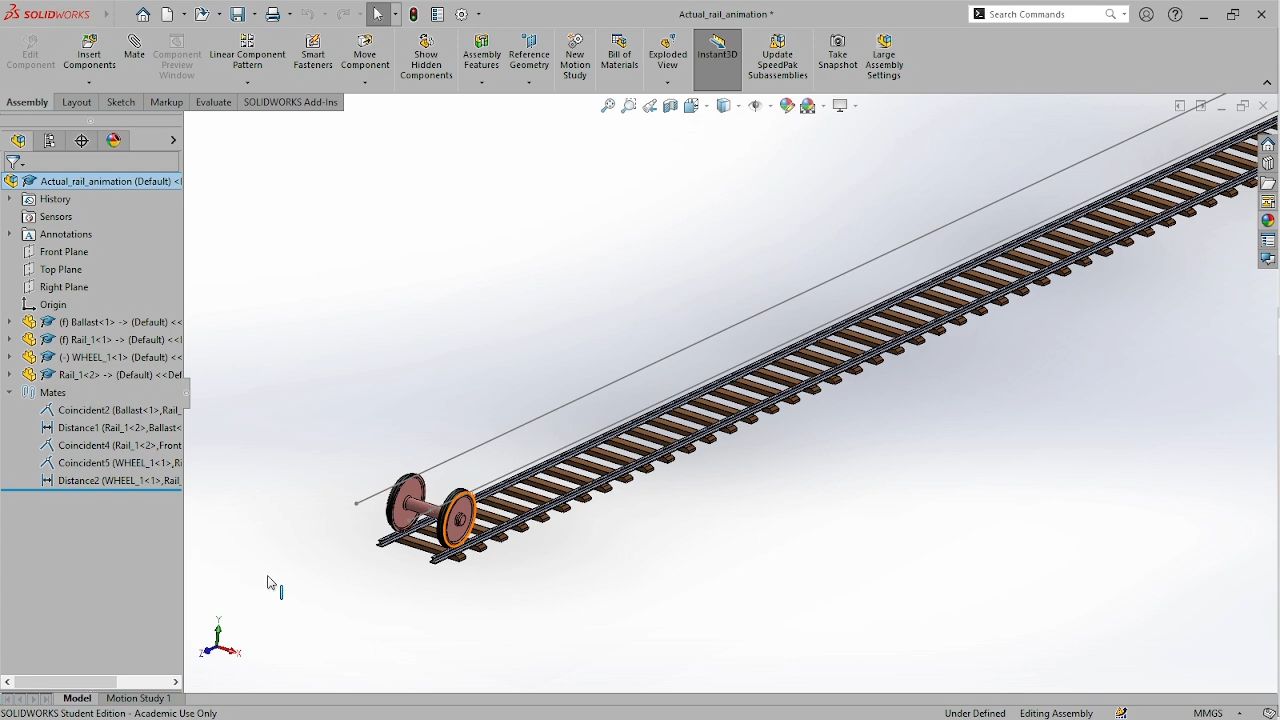 SOLIDWORKS
Actual_rail_animation *
Search Commands
Edit Component
Insert Components
Mate
Component Preview Window
Linear Component Pattern
Smart Fasteners
Move Component
Show Hidden Components
Assembly Features
Reference Geometry
New Motion Study
Bill of Materials
Exploded View
Instant3D
Update SpeedPak Subassemblies
Take Snapshot
Large Assembly Settings
Assembly
Layout
Sketch
Markup
Evaluate
SOLIDWORKS Add-Ins
Actual_rail_animation (Default) <
History
Sensors
A Annotations
Front Plane
Top Plane
Right Plane
Origin
(f) Ballast<1> -> (Default) <<
(f) Rail_1<1> -> (Default) <<
(-) WHEEL_1<1> (Default) <<
Rail_1<2> -> (Default) <<Def
Mates
Coincident2 (Ballast<1>,Rail_
Distance1 (Rail_1<2>,Ballast<
Coincident4 (Rail_1<2>,Front
Coincident5 (WHEEL_1<1>,Ri
Distance2 (WHEEL_1<1>,Rail_
Y
Z
X
Model
Motion Study 1
SOLIDWORKS Student Edition - Academic Use Only
Under Defined
Editing Assembly
MMGS